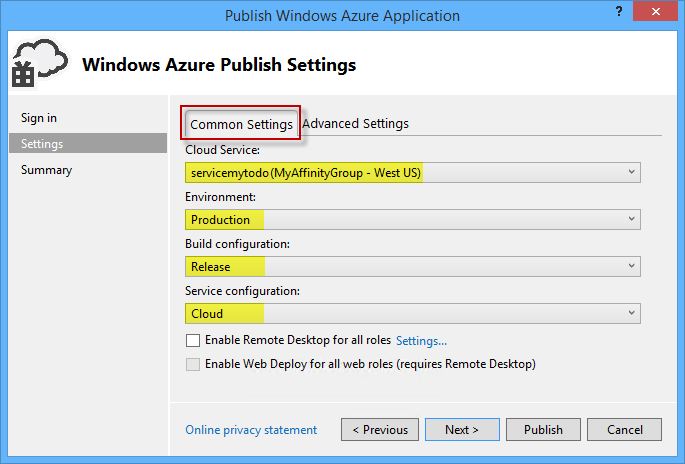 Publish Windows Azure Application
?
Windows Azure Publish Settings
Sign in
Settings
Summary
Common Settings Advanced Settings
Cloud Service:
servicemytodo(MyAffinityGroup - West US)
Environment:
Production
Build configuration:
Release
Service configuration:
Cloud
Enable Remote Desktop for all roles Settings...
Enable Web Deploy for all web roles (requires Remote Desktop)
Online privacy statement < Previous Next > Publish Cancel